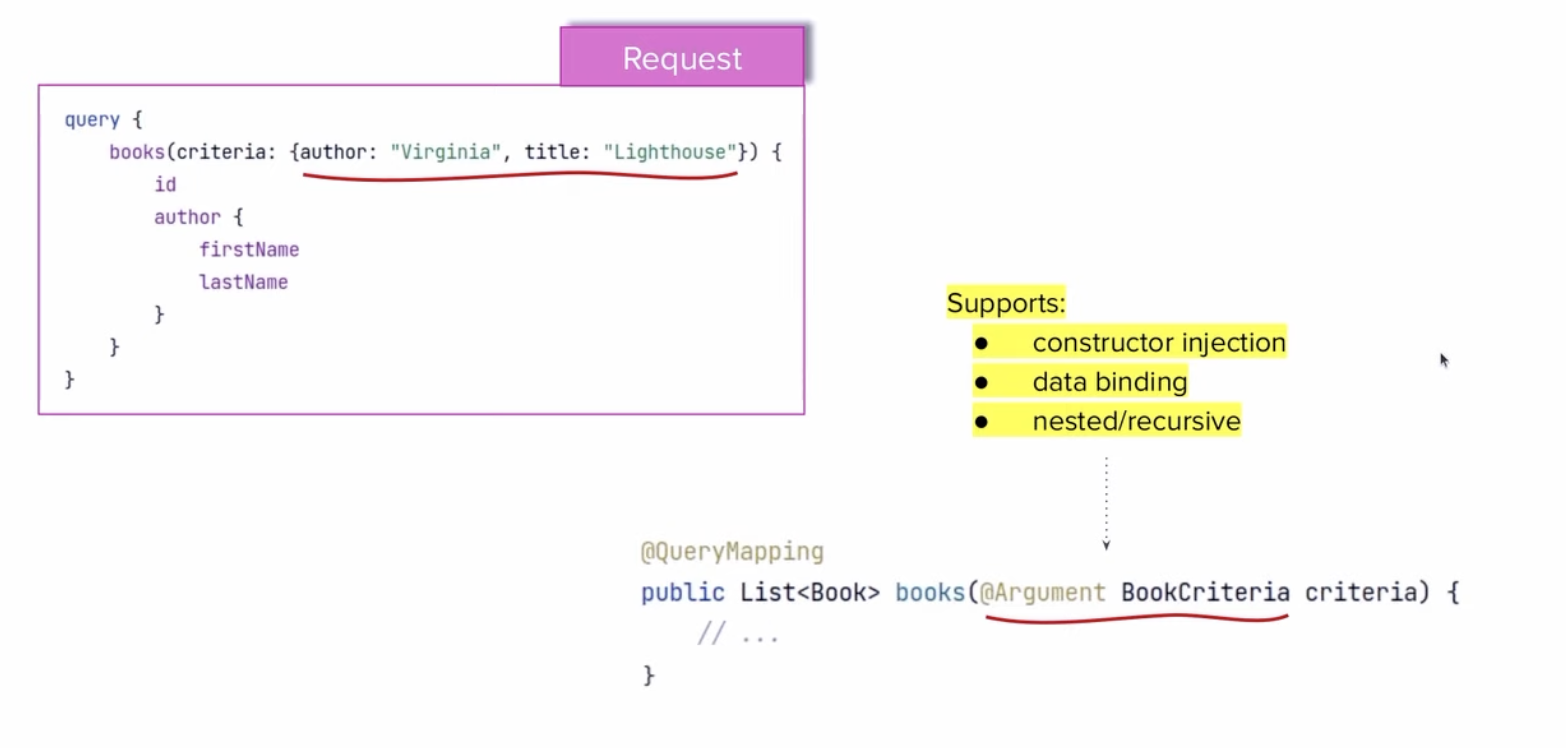 Request
query {
books(criteria: {author: "Virginia", title: "Lighthouse"}) {
id
author {
firstName
lastName
}
}
}
Supports:
● constructor injection
● data binding
● nested/recursive
@QueryMapping
public List<Book> books(@Argument BookCriteria criteria) {
// ...
}